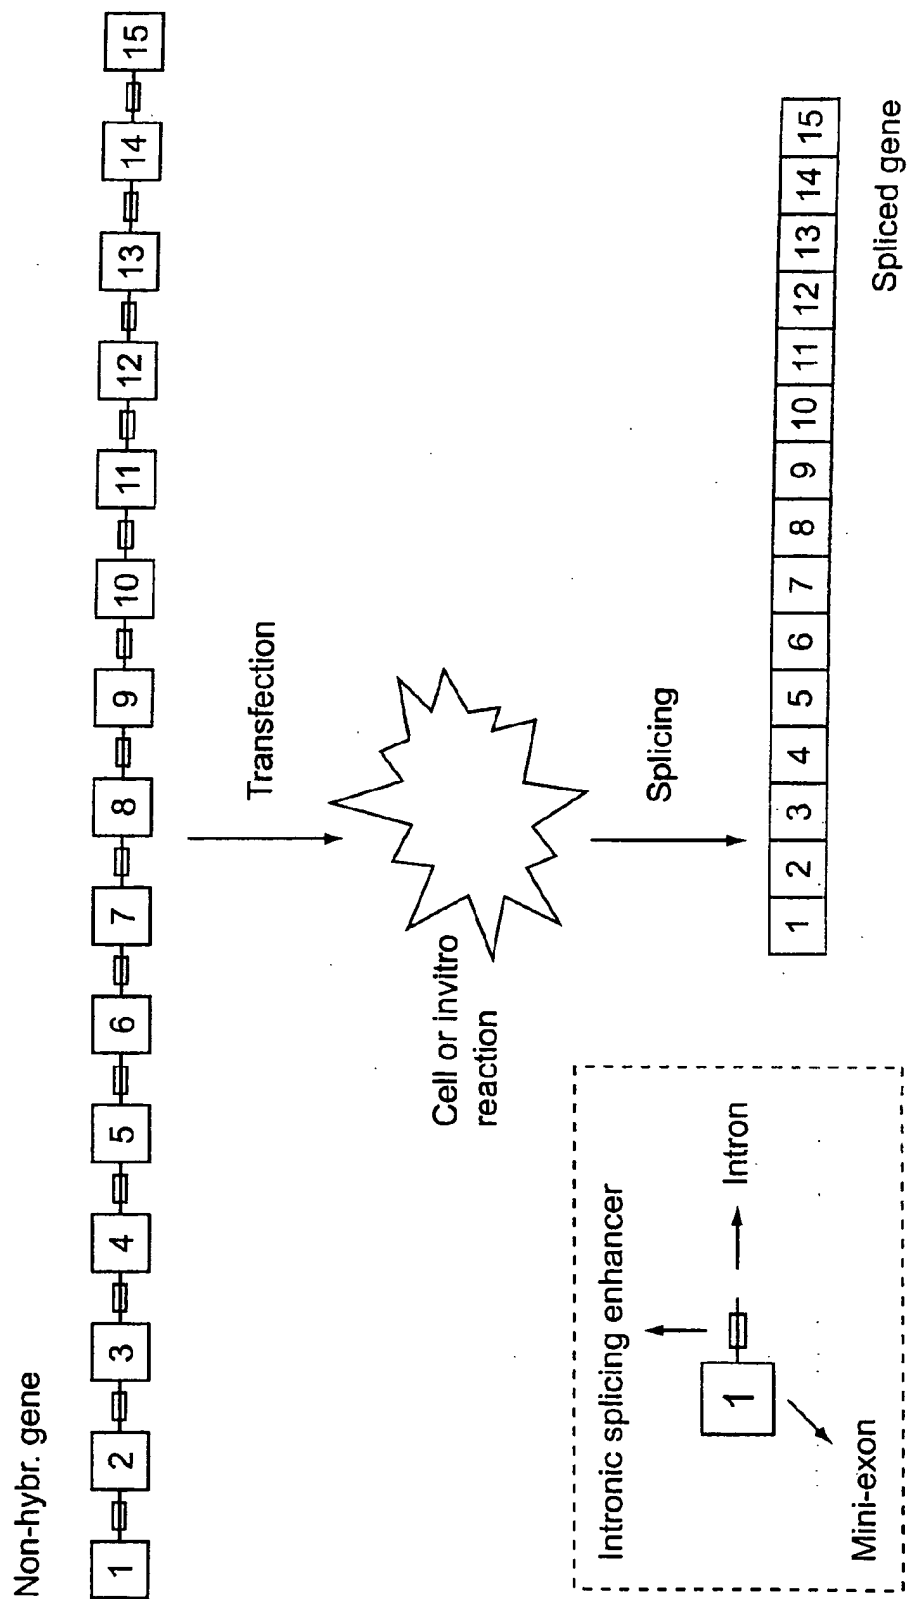 Non-hybr. gene
1 2 3 4 5 6 7 8 9 10 11 12 13 14 15
Transfection
Cell or invitro
reaction
Splicing
1 2 3 4 5 6 7 8 9 10 11 12 13 14 15
Spliced gene
Intronic splicing enhancer
1
Intron
Mini-exon